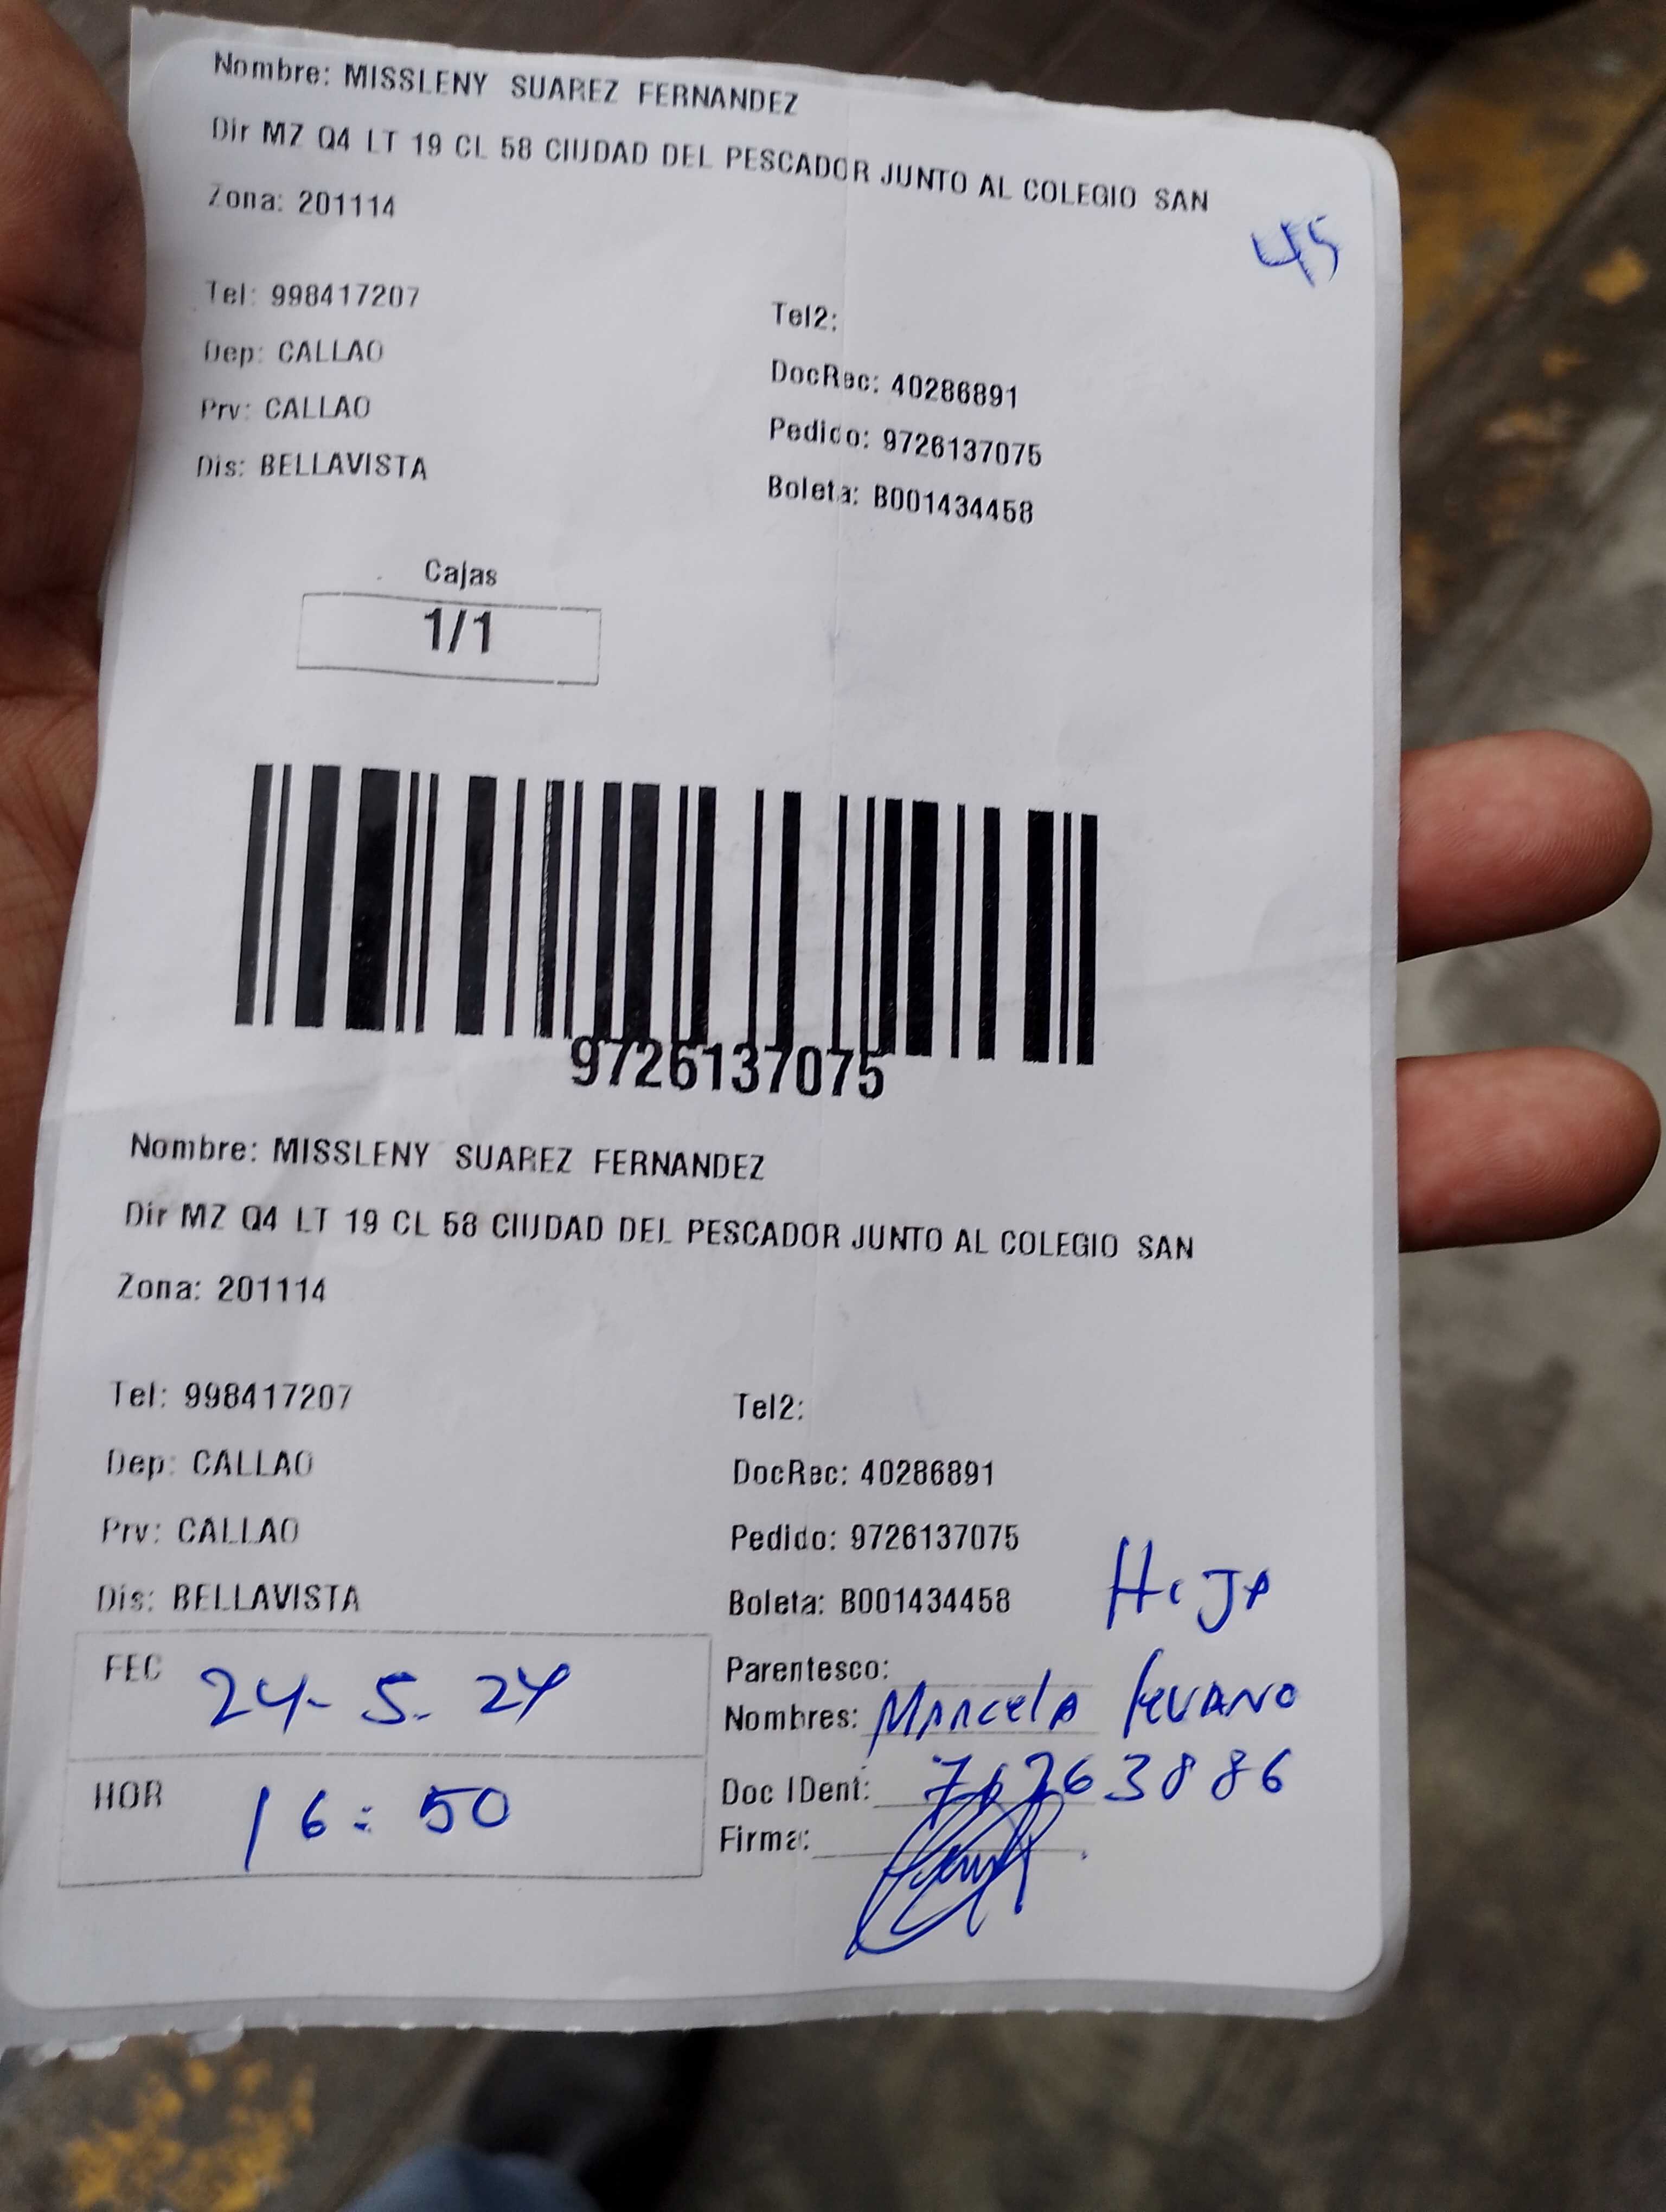 Nombre: MISSLENY SUAREZ FERNANDEZ
Dir MZ Q4 LT 19 CL 58 CIUDAD DEL PESCADOR JUNTO AL COLEGIO SAN
Zona: 201114
45
Tel: 998417207
Tel2:
Dep: CALLAO
DocRec: 40286891
Prv: CALLAO
Pedido: 9726137075
Dis: BELLAVISTA
Boleta: B001434458
Cajas
1/1
9726137075
Nombre: MISSLENY SUAREZ FERNANDEZ
Dir MZ Q4 LT 19 CL 58 CIUDAD DEL PESCADOR JUNTO AL COLEGIO SAN
Zona: 201114
Tel: 998417207
Tel2:
Dep: CALLAO
DocRec: 40286891
Prv: CALLAO
Pedido: 9726137075
Dis: BELLAVISTA
Boleta: B001434458
Hija
FEC 24-5-24
Parentesco:
Nombres: Marcela
HOR 16:50
Doc IDent:
Firma: